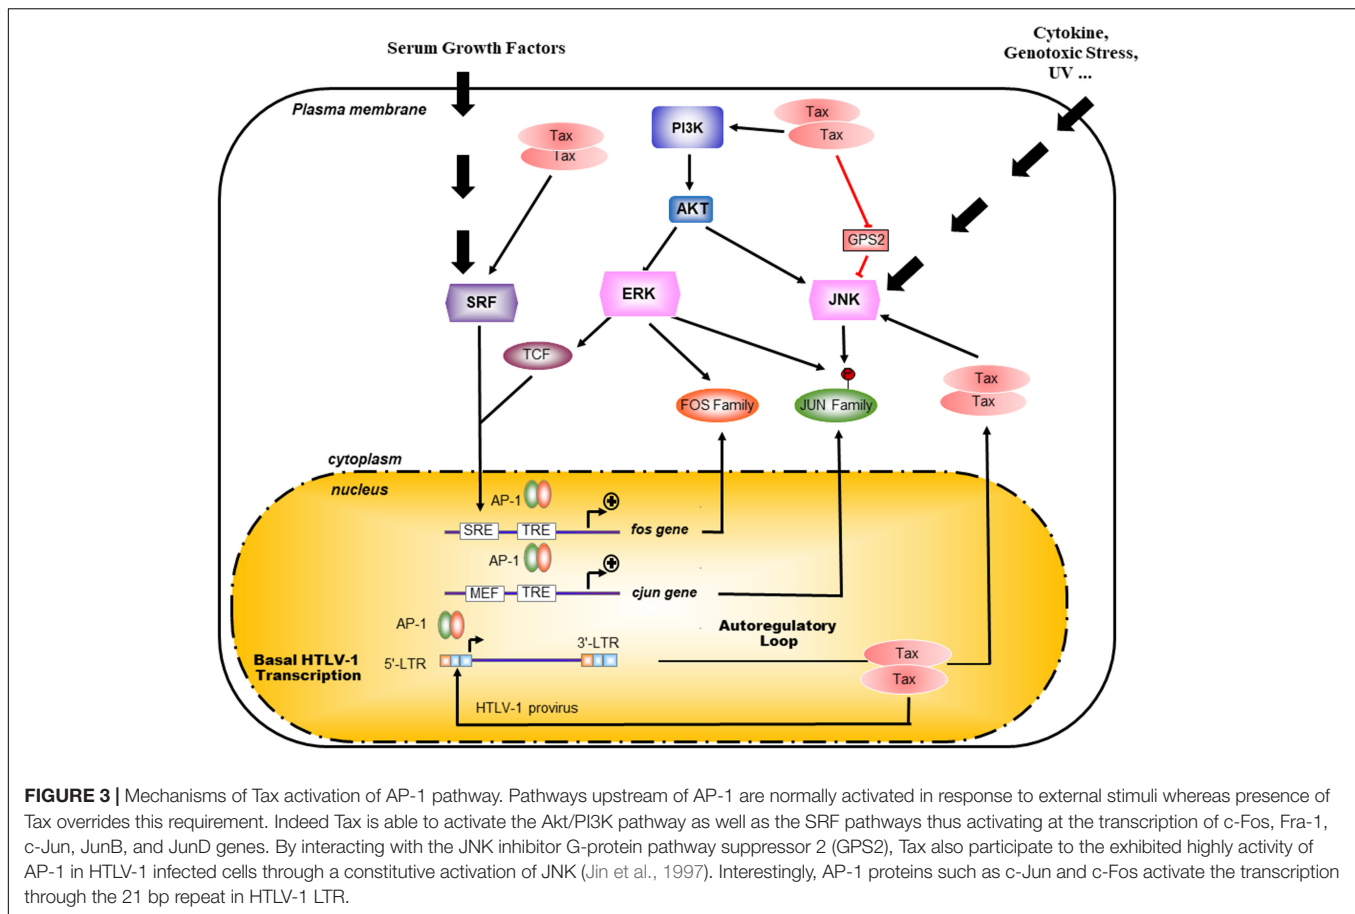 Serum Growth Factors
Cytokine,
Genotoxic Stress,
UV ...
Plasma membrane
Tax
Tax
PI3K
Tax
Tax
AKT
GPS2
SRF
ERK
JNK
TCF
P
FOS Family
JUN Family
Tax
Tax
cytoplasm
nucleus
AP-1
SRE
TRE
fos gene
AP-1
MEF
TRE
cjun gene
AP-1
Autoregulatory
Loop
3'-LTR
Basal HTLV-1
Transcription
5'-LTR
Tax
Tax
HTLV-1 provirus
FIGURE 3 | Mechanisms of Tax activation of AP-1 pathway. Pathways upstream of AP-1 are normally activated in response to external stimuli whereas presence of
Tax overrides this requirement. Indeed Tax is able to activate the Akt/PI3K pathway as well as the SRF pathways thus activating at the transcription of c-Fos, Fra-1,
c-Jun, JunB, and JunD genes. By interacting with the JNK inhibitor G-protein pathway suppressor 2 (GPS2), Tax also participate to the exhibited highly activity of
AP-1 in HTLV-1 infected cells through a constitutive activation of JNK (Jin et al., 1997). Interestingly, AP-1 proteins such as c-Jun and c-Fos activate the transcription
through the 21 bp repeat in HTLV-1 LTR.